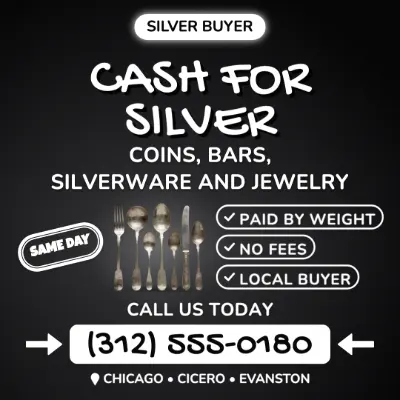 SILVER BUYER
CASH FOR
SILVER
COINS, BARS,
SILVERWARE AND JEWELRY
SAME DAY
PAID BY WEIGHT
NO FEES
LOCAL BUYER
CALL US TODAY
(312) 555-0180
CHICAGO • CICERO • EVANSTON